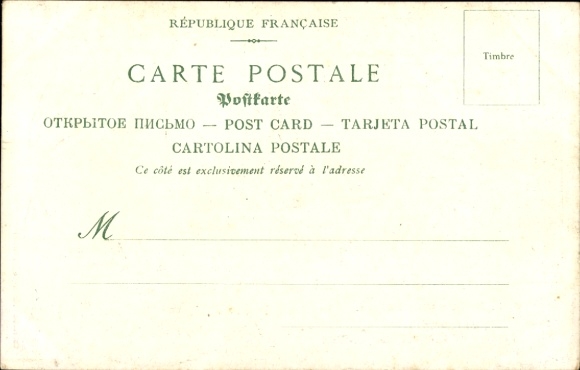 RÉPUBLIQUE FRANÇAISE
Timbre
CARTE POSTALE
Postkarte
ОТКРЫТОЕ ПИСЬМО — POST CARD — TARJETA POSTAL
CARTOLINA POSTALE
Ce côté est exclusivement réservé à l'adresse
M